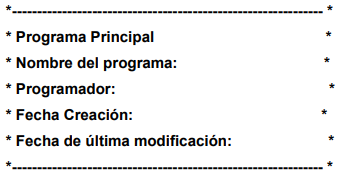 *-------------------------------------------------------------- *
* Programa Principal *
* Nombre del programa: *
* Programador: *
* Fecha Creación: *
* Fecha de última modificación: *
*-------------------------------------------------------------- *